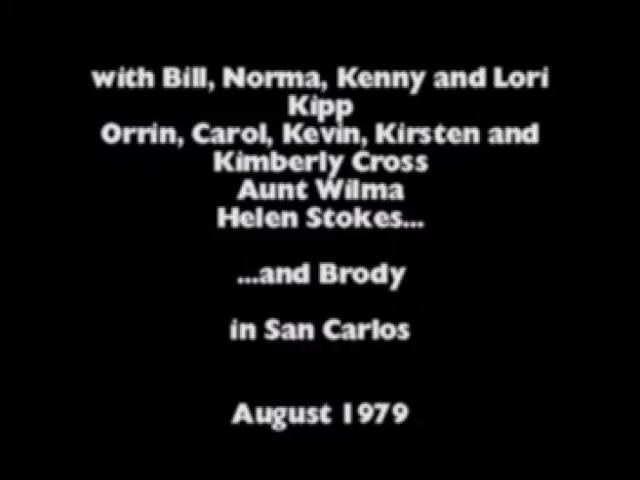 with Bill, Norma, Kenny and Lori
Kipp
Orrin, Carol, Kevin, Kirsten and
Kimberly Cross
Aunt Wilma
Helen Stokes...
...and Brody
in San Carlos
August 1979